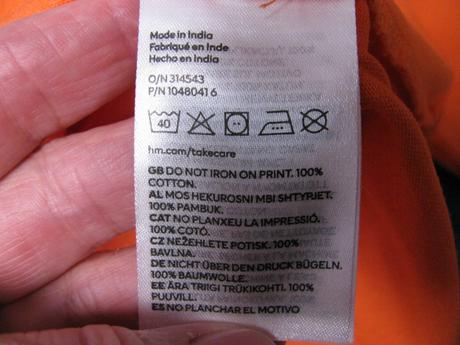 Made in India
Fabriqué en Inde
Hecho en India
O/N 314543
P/N 1048041 6
40
hm.com/takecare
GB DO NOT IRON ON PRINT. 100%
COTTON.
AL MOS HEKUROSNI MBI SHTYPJET.
100% PAMBUK.
CAT NO PLANXEU LA IMPRESSIÓ.
100% COTÓ.
CZ NEŽEHLETE POTISK. 100%
BAVLNA.
DE NICHT ÜBER DEN DRUCK BÜGELN.
100% BAUMWOLLE.
EE ÄRA TRIIGI TRÜKIKOHTI. 100%
PUUVILL.
ES NO PLANCHAR EL MOTIVO